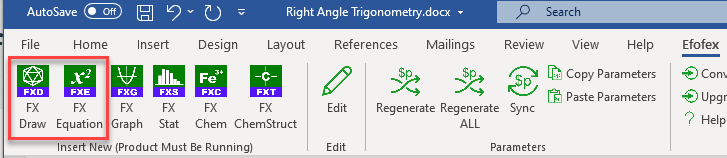 AutoSave Off Right Angle Trigonometry.docx Search
File Home Insert Design Layout References Mailings Review View Help Efofex
FXD x² FXE FXG FXS Fe³⁺ FXC -C- FXT $p $p $p Copy Parameters Conv
FX FX FX FX FX FX Edit Regenerate Regenerate Sync Paste Parameters Upgr
Draw Equation Graph Stat Chem ChemStruct ALL Help
Insert New (Product Must Be Running) Edit Parameters